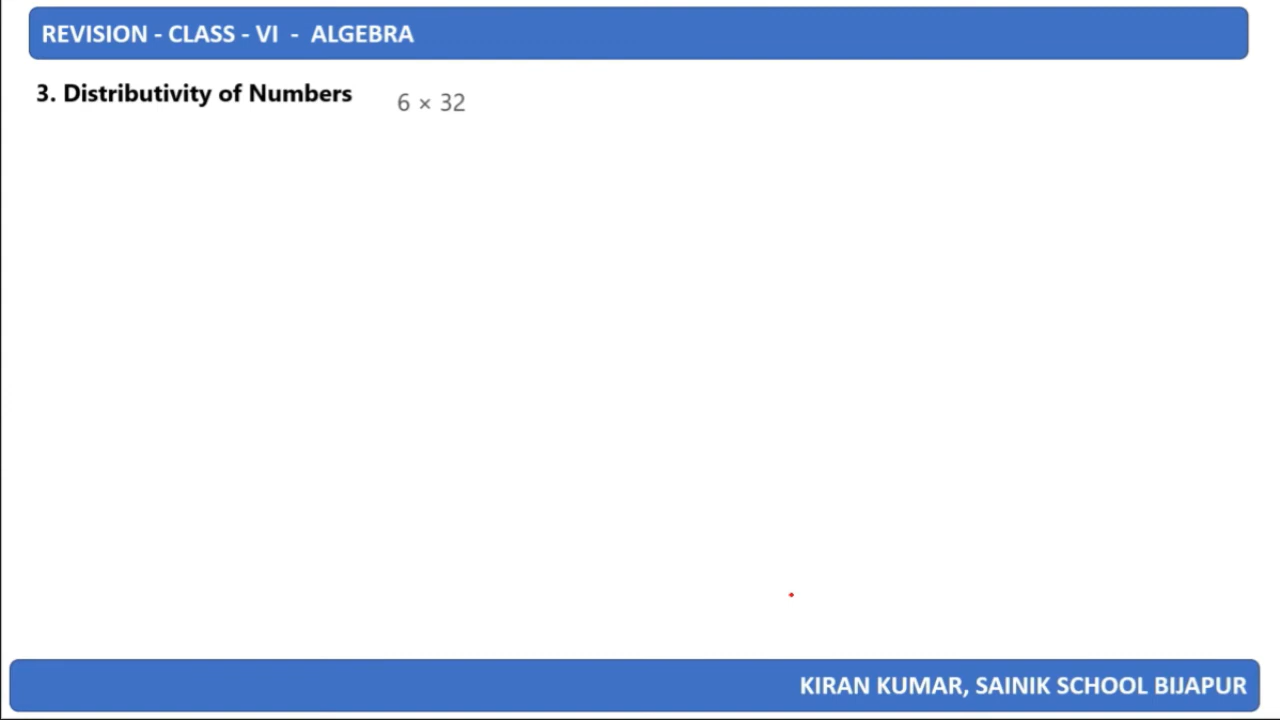 REVISION - CLASS - VI - ALGEBRA
3. Distributivity of Numbers 6 × 32
KIRAN KUMAR, SAINIK SCHOOL BIJAPUR